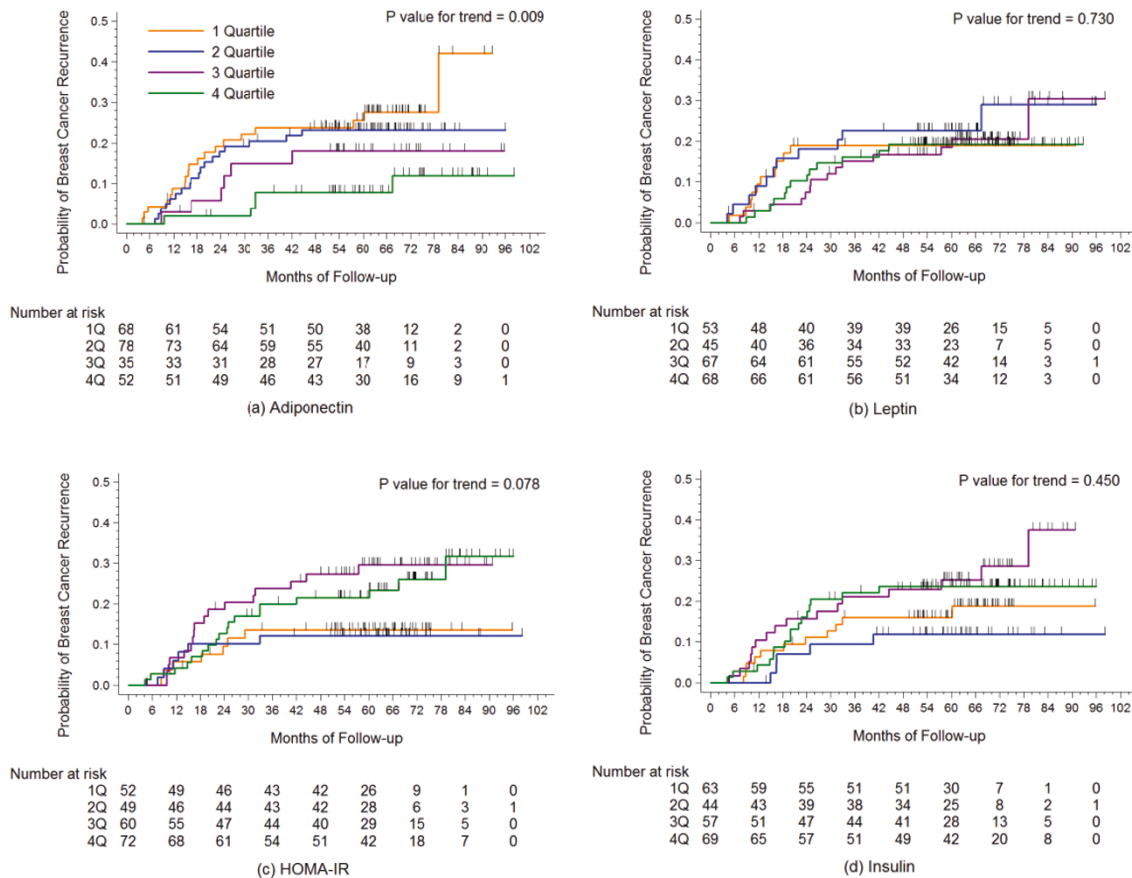 P value for trend = 0.009
Probability of Breast Cancer Recurrence
0.5
0.4
0.3
0.2
0.1
0.0
1 Quartile
2 Quartile
3 Quartile
4 Quartile
0 6 12 18 24 30 36 42 48 54 60 66 72 78 84 90 96 102
Months of Follow-up
Number at risk
1Q 68 61 54 51 50 38 12 2 0
2Q 78 73 64 59 55 40 11 2 0
3Q 35 33 31 28 27 17 9 3 0
4Q 52 51 49 46 43 30 16 9 1
(a) Adiponectin
P value for trend = 0.730
Probability of Breast Cancer Recurrence
0.5
0.4
0.3
0.2
0.1
0.0
0 6 12 18 24 30 36 42 48 54 60 66 72 78 84 90 96 102
Months of Follow-up
Number at risk
1Q 53 48 40 39 39 26 15 5 0
2Q 45 40 36 34 33 23 7 5 0
3Q 67 64 61 55 52 42 14 3 1
4Q 68 66 61 56 51 34 12 3 0
(b) Leptin
P value for trend = 0.078
Probability of Breast Cancer Recurrence
0.5
0.4
0.3
0.2
0.1
0.0
0 6 12 18 24 30 36 42 48 54 60 66 72 78 84 90 96 102
Months of Follow-up
Number at risk
1Q 52 49 46 43 42 26 9 1 0
2Q 49 46 44 43 42 28 6 3 1
3Q 60 55 47 44 40 29 15 5 0
4Q 72 68 61 54 51 42 18 7 0
(c) HOMA-IR
P value for trend = 0.450
Probability of Breast Cancer Recurrence
0.5
0.4
0.3
0.2
0.1
0.0
0 6 12 18 24 30 36 42 48 54 60 66 72 78 84 90 96 102
Months of Follow-up
Number at risk
1Q 63 59 55 51 51 30 7 1 0
2Q 44 43 39 38 34 25 8 2 1
3Q 57 51 47 44 41 28 13 5 0
4Q 69 65 57 51 49 42 20 8 0
(d) Insulin